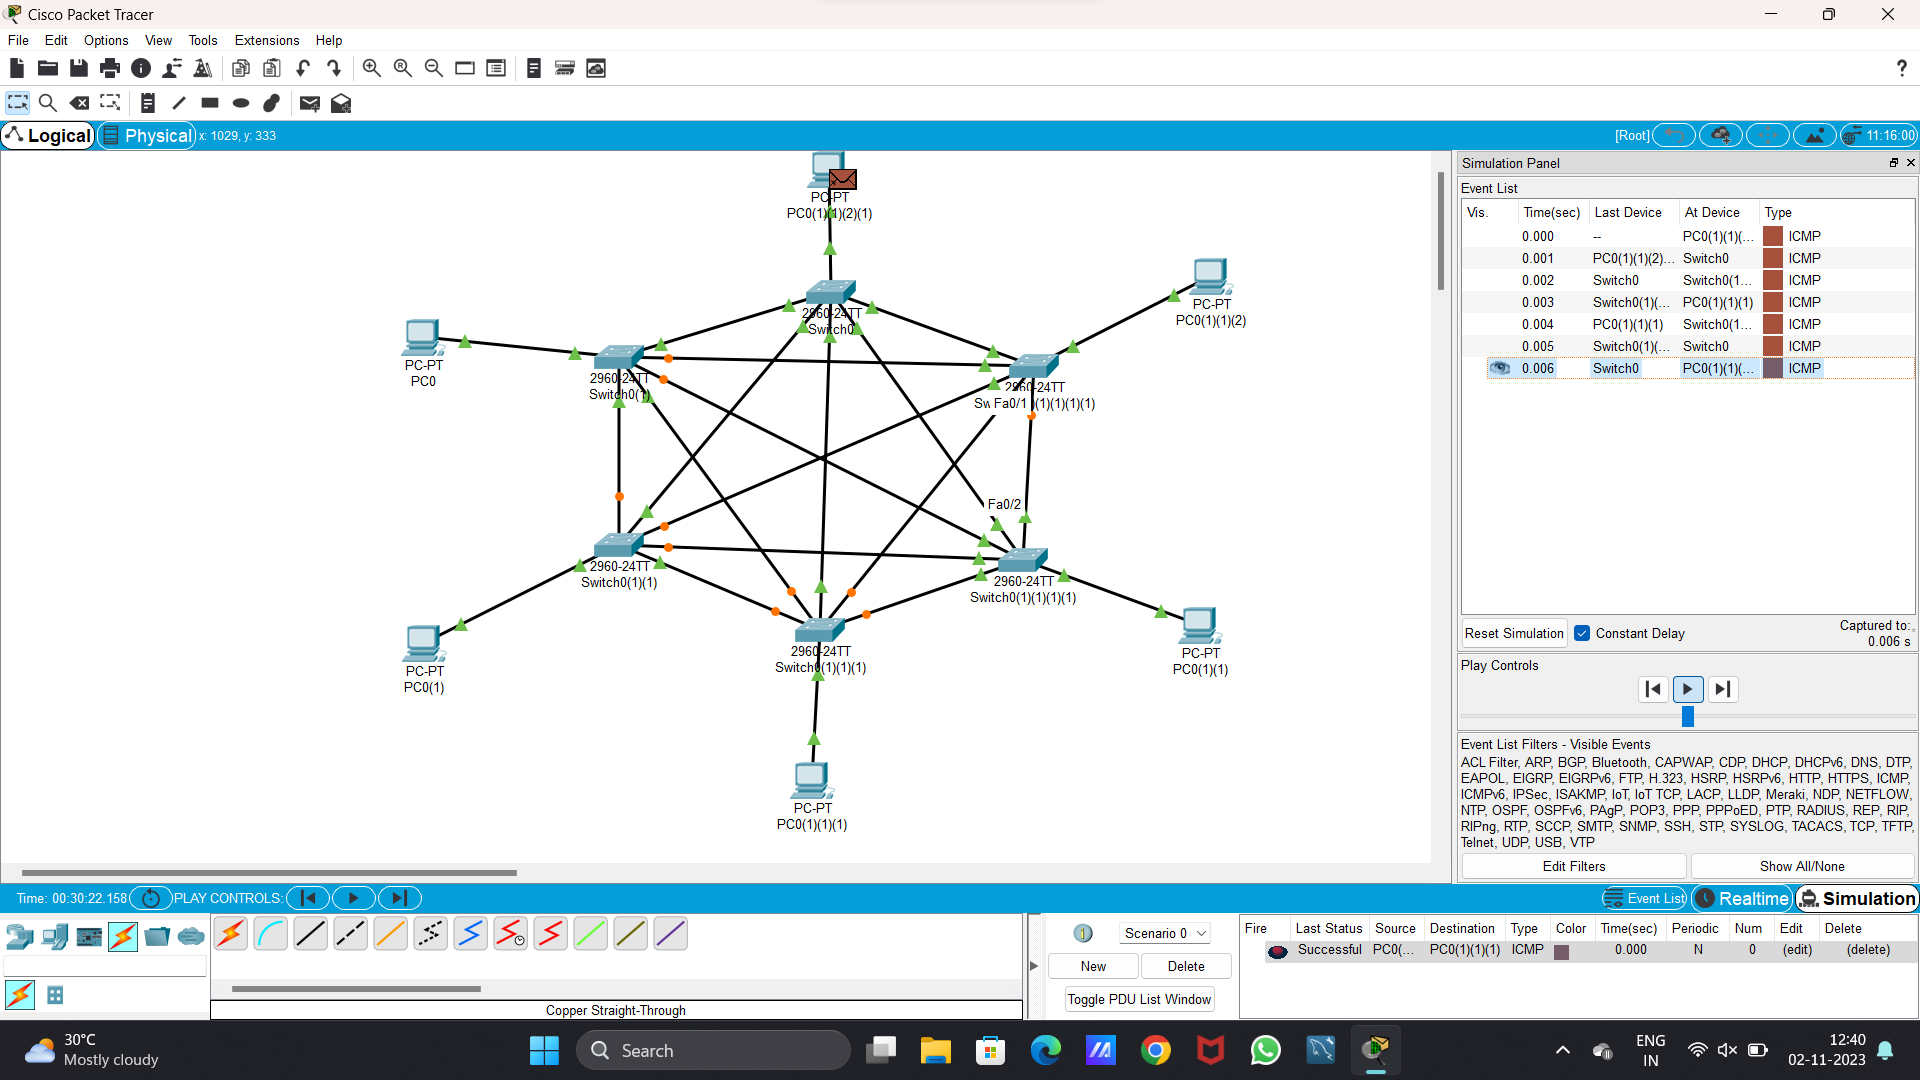 Cisco Packet Tracer
File Edit Options View Tools Extensions Help
Logical Physical x: 1029, y: 333 [Root] 11:16:00
PC-PT
PC0(1)(1)(2)(1)
PC-PT
PC0(1)(1)(2)
2960-24TT
Switch0
PC-PT
PC0
2960-24TT
Switch0(1)
2960-24TT
Fa0/1 (1)(1)(1)(1)
Fa0/2
2960-24TT
Switch0(1)(1)
2960-24TT
Switch0(1)(1)(1)(1)
2960-24TT
Switch0(1)(1)(1)
PC-PT
PC0(1)
PC-PT
PC0(1)(1)
PC-PT
PC0(1)(1)(1)
Simulation Panel
Event List
Vis. Time(sec) Last Device At Device Type
0.000 -- PC0(1)(1)(... ICMP
0.001 PC0(1)(1)(2)... Switch0 ICMP
0.002 Switch0 Switch0(1... ICMP
0.003 Switch0(1)(... PC0(1)(1)(1) ICMP
0.004 PC0(1)(1)(1) Switch0(1... ICMP
0.005 Switch0(1)(... Switch0 ICMP
0.006 Switch0 PC0(1)(1)(... ICMP
Reset Simulation Constant Delay Captured to:
0.006 s
Play Controls
Event List Filters - Visible Events
ACL Filter, ARP, BGP, Bluetooth, CAPWAP, CDP, DHCP, DHCPv6, DNS, DTP,
EAPOL, EIGRP, EIGRPv6, FTP, H.323, HSRP, HSRPv6, HTTP, HTTPS, ICMP,
ICMPv6, IPSec, ISAKMP, IoT, IoT TCP, LACP, LLDP, Meraki, NDP, NETFLOW,
NTP, OSPF, OSPFv6, PAgP, POP3, PPP, PPPoED, PTP, RADIUS, REP, RIP,
RIPng, RTP, SCCP, SMTP, SNMP, SSH, STP, SYSLOG, TACACS, TCP, TFTP,
Telnet, UDP, USB, VTP
Edit Filters Show All/None
Time: 00:30:22.158 PLAY CONTROLS: Event List Realtime Simulation
Copper Straight-Through
1 Scenario 0
New Delete
Toggle PDU List Window
Fire Last Status Source Destination Type Color Time(sec) Periodic Num Edit Delete
Successful PC0(... PC0(1)(1)(1) ICMP 0.000 N 0 (edit) (delete)
30°C
Mostly cloudy
Search
ENG
IN
12:40
02-11-2023